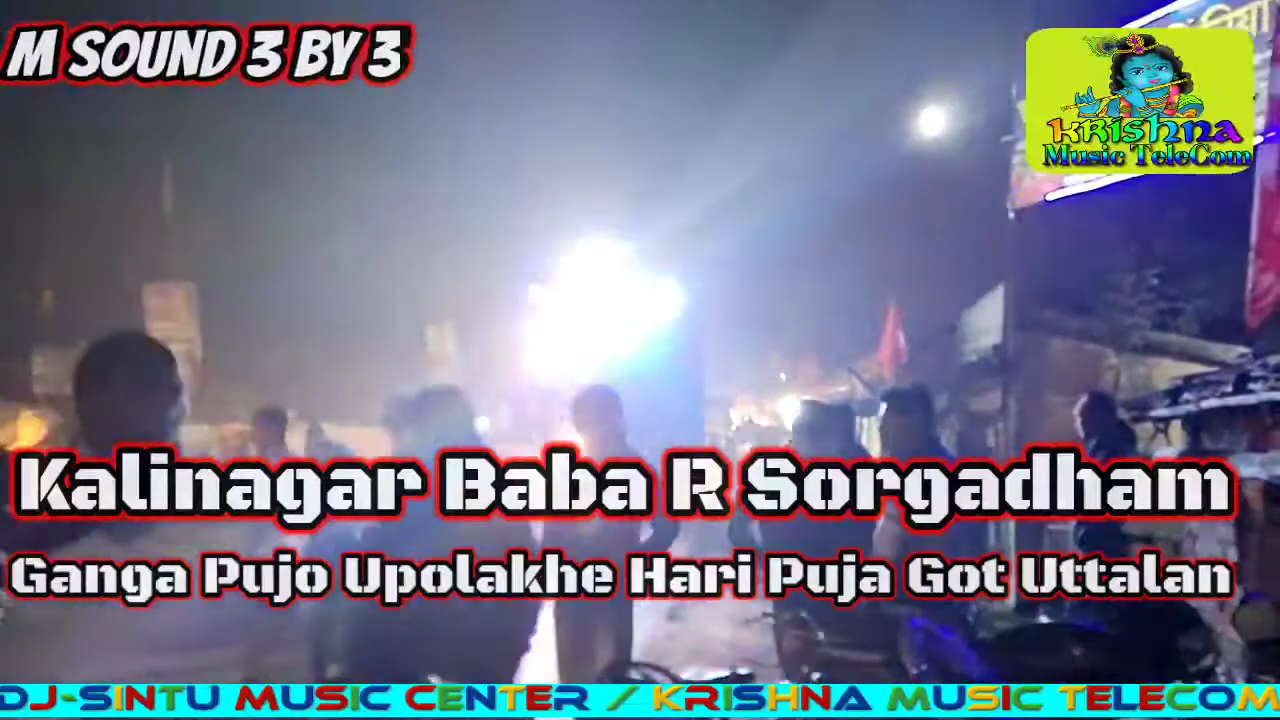 M SOUND 3 BY 3
KRISHNA
Music TeleCom
Kalinagar Baba R Sorgadham
Ganga Pujo Upolakhe Hari Puja Got Uttalan
DJ-SINTU MUSIC CENTER / KRISHNA MUSIC TELECOM